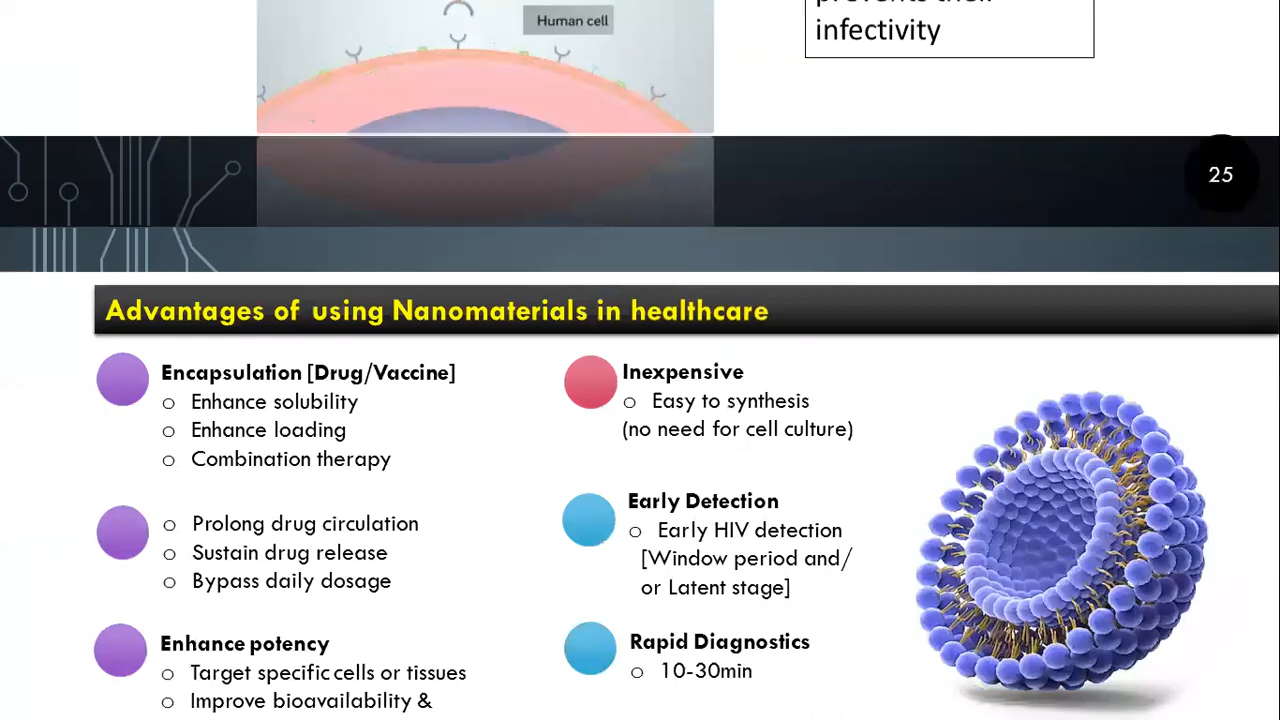 Human cell
infectivity
25
Advantages of using Nanomaterials in healthcare
Encapsulation [Drug/Vaccine]
o Enhance solubility
o Enhance loading
o Combination therapy
o Prolong drug circulation
o Sustain drug release
o Bypass daily dosage
Enhance potency
o Target specific cells or tissues
o Improve bioavailability &
Inexpensive
o Easy to synthesis
(no need for cell culture)
Early Detection
o Early HIV detection
[Window period and/
or Latent stage]
Rapid Diagnostics
o 10-30min